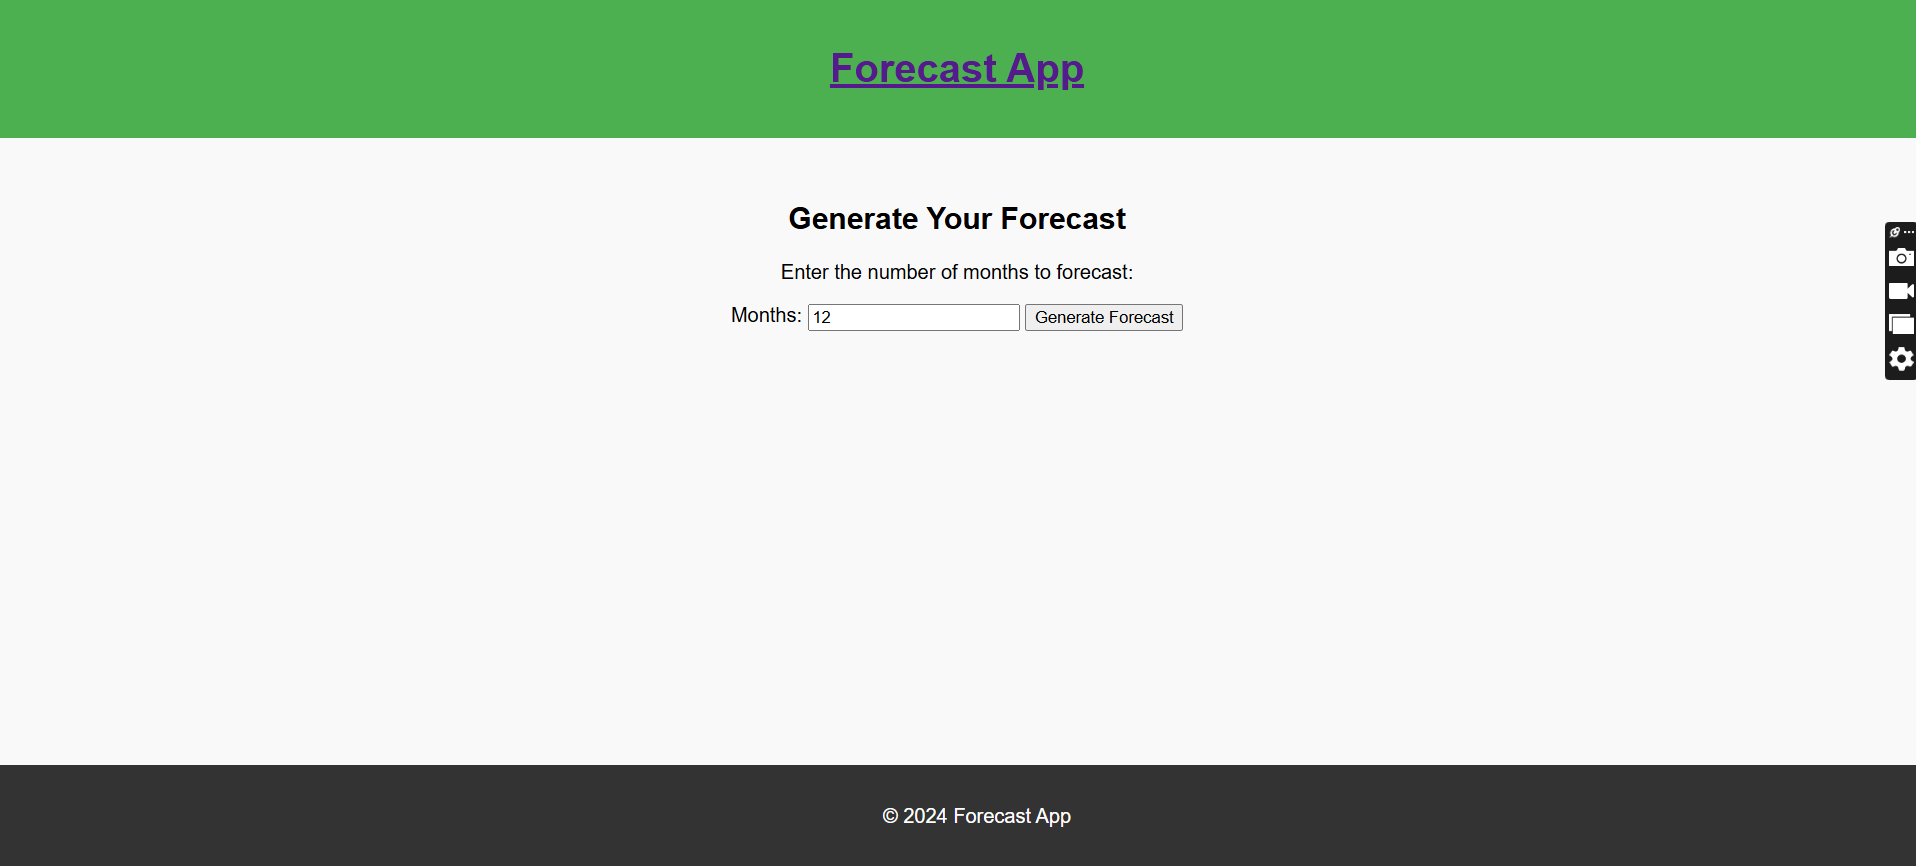 Forecast App
Generate Your Forecast
Enter the number of months to forecast:
Months: 12 Generate Forecast
© 2024 Forecast App